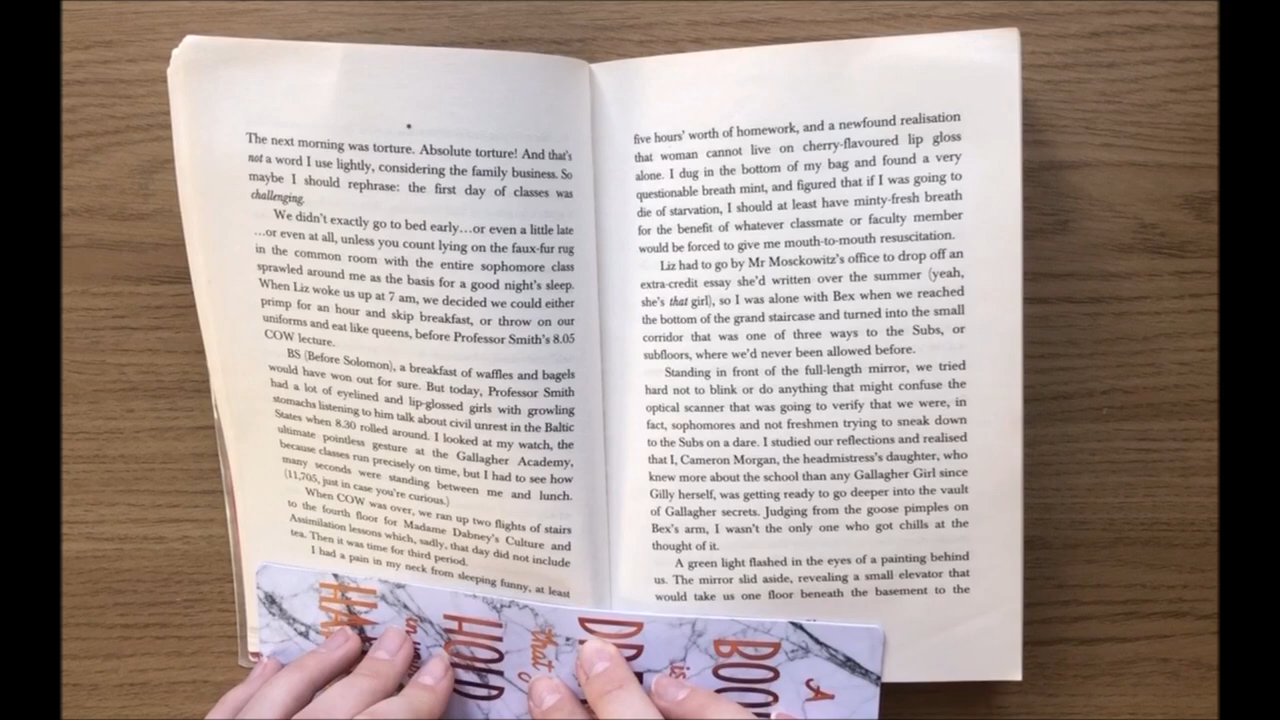 *
The next morning was torture. Absolute torture! And that's
not a word I use lightly, considering the family business. So
maybe I should rephrase: the first day of classes was
challenging.
We didn't exactly go to bed early…or even a little late
…or even at all, unless you count lying on the faux-fur rug
in the common room with the entire sophomore class
sprawled around me as the basis for a good night's sleep.
When Liz woke us up at 7 am, we decided we could either
primp for an hour and skip breakfast, or throw on our
uniforms and eat like queens, before Professor Smith's 8.05
COW lecture.
BS (Before Solomon), a breakfast of waffles and bagels
would have won out for sure. But today, Professor Smith
had a lot of eyelined and lip-glossed girls with growling
stomachs listening to him talk about civil unrest in the Baltic
States when 8.30 rolled around. I looked at my watch, the
ultimate pointless gesture at the Gallagher Academy,
because classes run precisely on time, but I had to see how
many seconds were standing between me and lunch.
(11,705, just in case you're curious.)
When COW was over, we ran up two flights of stairs
to the fourth floor for Madame Dabney's Culture and
Assimilation lessons which, sadly, that day did not include
tea. Then it was time for third period.
I had a pain in my neck from sleeping funny, at least
five hours' worth of homework, and a newfound realisation
that woman cannot live on cherry-flavoured lip gloss
alone. I dug in the bottom of my bag and found a very
questionable breath mint, and figured that if I was going to
die of starvation, I should at least have minty-fresh breath
for the benefit of whatever classmate or faculty member
would be forced to give me mouth-to-mouth resuscitation.
Liz had to go by Mr Mosckowitz's office to drop off an
extra-credit essay she'd written over the summer (yeah,
she's that girl), so I was alone with Bex when we reached
the bottom of the grand staircase and turned into the small
corridor that was one of three ways to the Subs, or
subfloors, where we'd never been allowed before.
Standing in front of the full-length mirror, we tried
hard not to blink or do anything that might confuse the
optical scanner that was going to verify that we were, in
fact, sophomores and not freshmen trying to sneak down
to the Subs on a dare. I studied our reflections and realised
that I, Cameron Morgan, the headmistress's daughter, who
knew more about the school than any Gallagher Girl since
Gilly herself, was getting ready to go deeper into the vault
of Gallagher secrets. Judging from the goose pimples on
Bex's arm, I wasn't the only one who got chills at the
thought of it.
A green light flashed in the eyes of a painting behind
us. The mirror slid aside, revealing a small elevator that
would take us one floor beneath the basement to the
A
is
that
HOLD
in